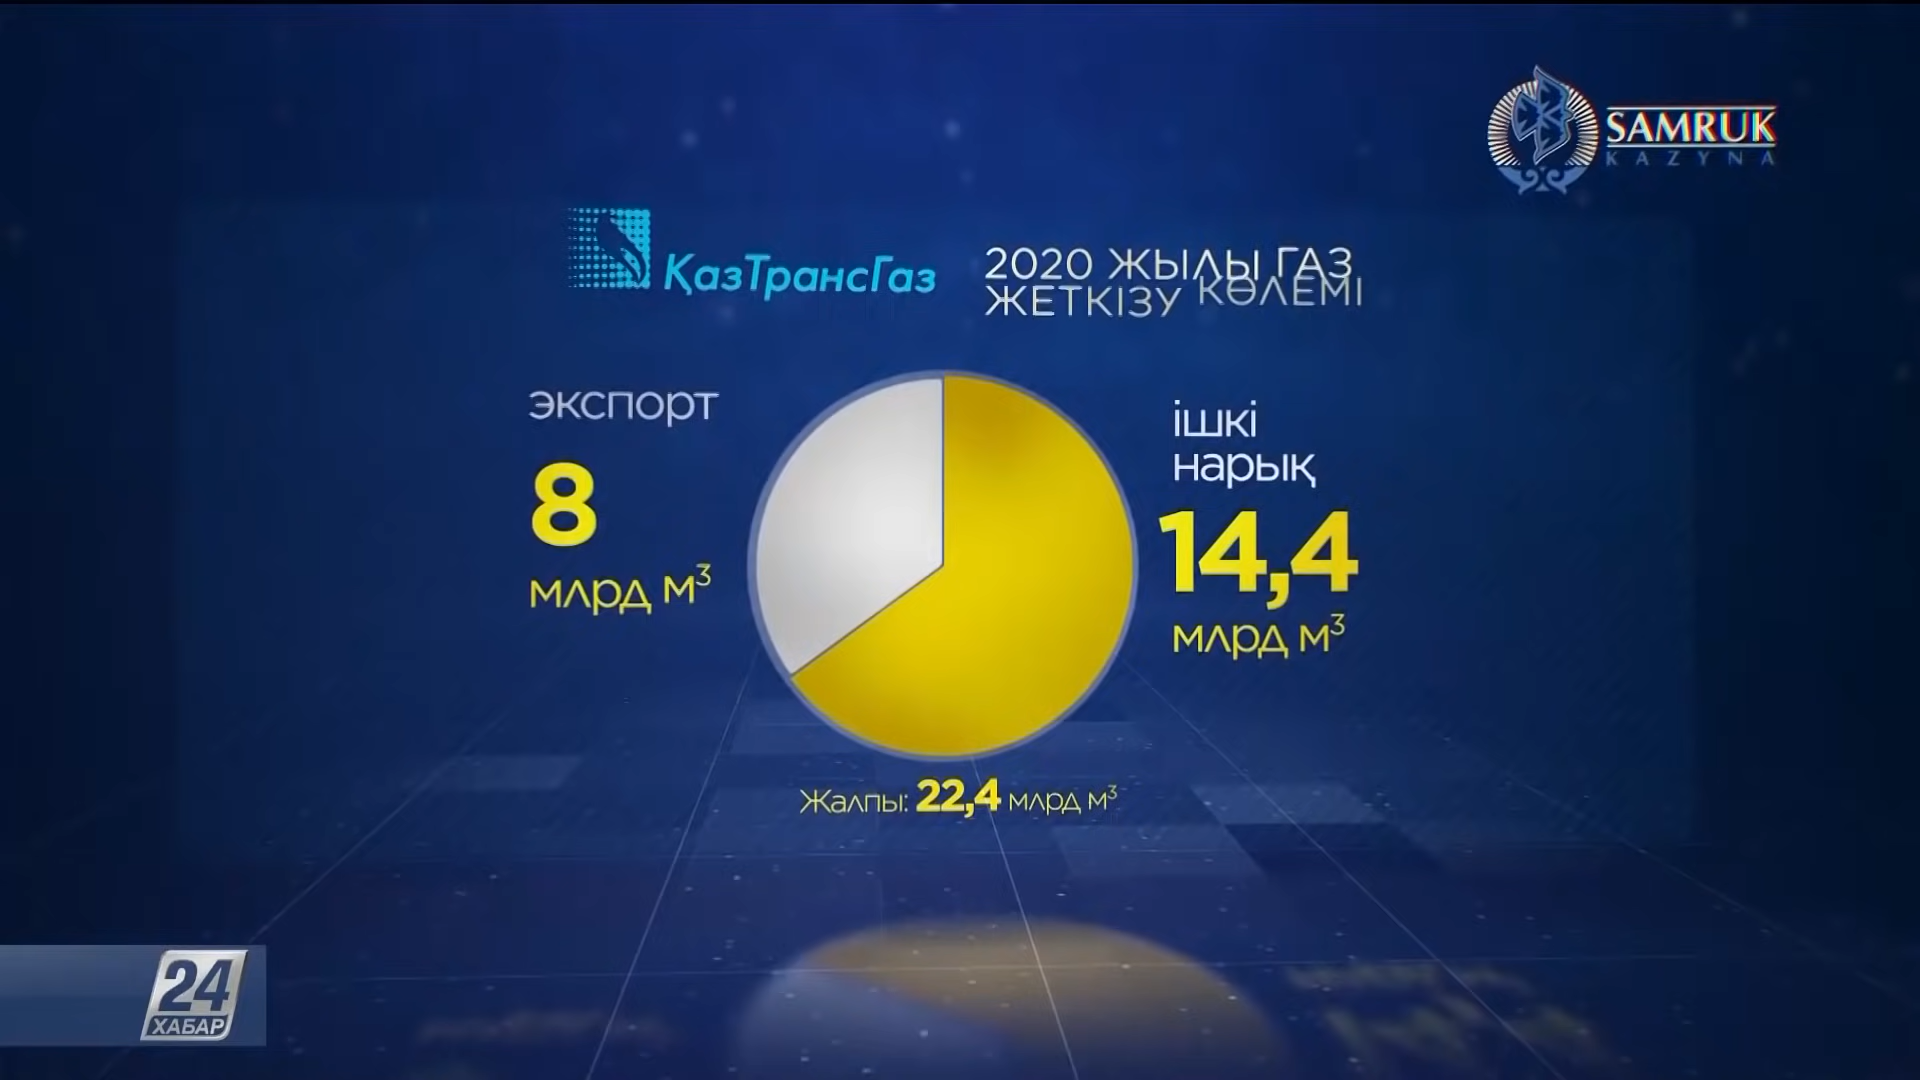 SAMRUK
KAZYNA
ҚазТрансГаз
2020 ЖЫЛЫ ГАЗ
ЖЕТКІЗУ КӨЛЕМІ
экспорт
8
млрд м³
ішкі
нарық
14,4
млрд м³
Жалпы: 22,4 млрд м³
24
ХАБАР